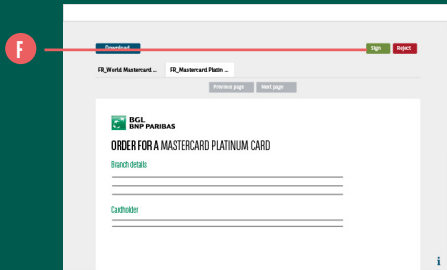 F
Download
Sign Reject
FR_World Mastercard ... FR_Mastercard Platin ...
Previous page Next page
BGL
BNP PARIBAS
ORDER FOR A MASTERCARD PLATINUM CARD
Branch details
Cardholder
i